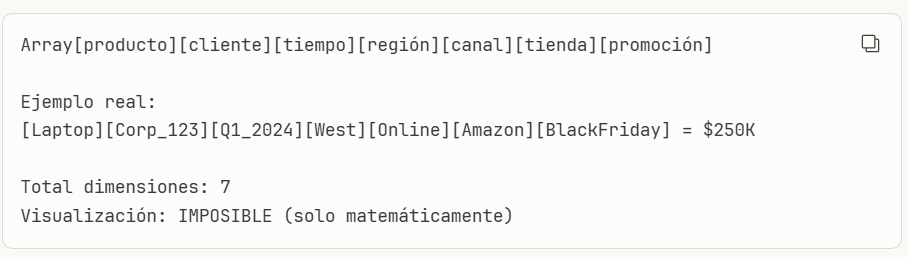 Array[producto][cliente][tiempo][región][canal][tienda][promoción]
Ejemplo real:
[Laptop][Corp_123][Q1_2024][West][Online][Amazon][BlackFriday] = $250K
Total dimensiones: 7
Visualización: IMPOSIBLE (solo matemáticamente)